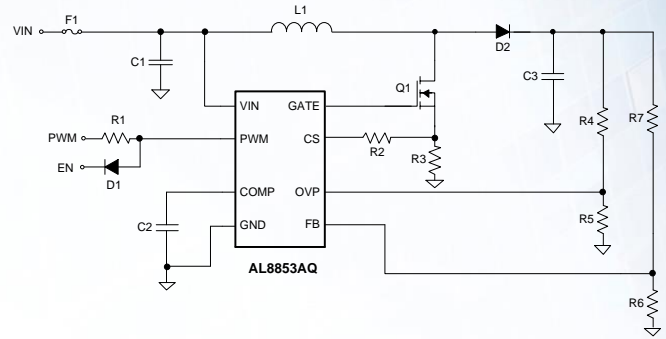 L1
F1
VIN
D2
C1
C3
Q1
R4
R7
VIN
GATE
R1
PWM
PWM
CS
R2
R3
EN
D1
COMP
OVP
C2
GND
FB
R5
AL8853AQ
R6